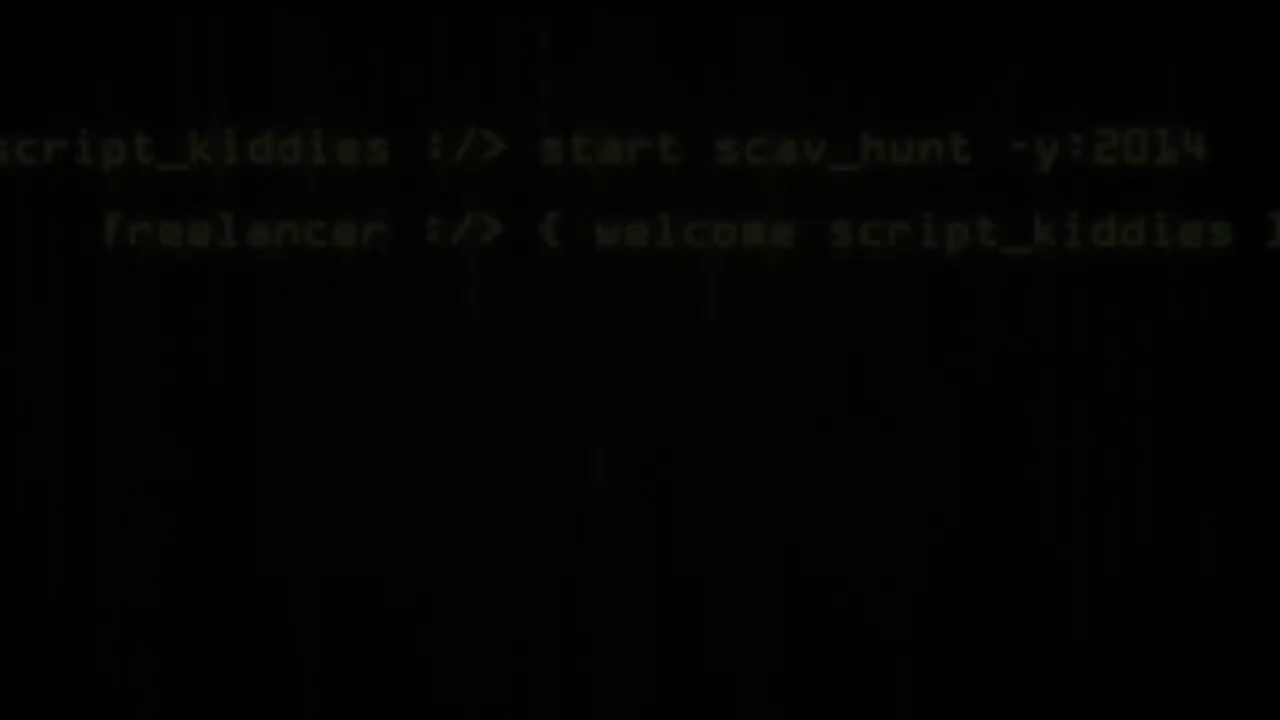 script_kiddies :/> start scav_hunt -y:2014
freelancer :/> { welcome script_kiddies }